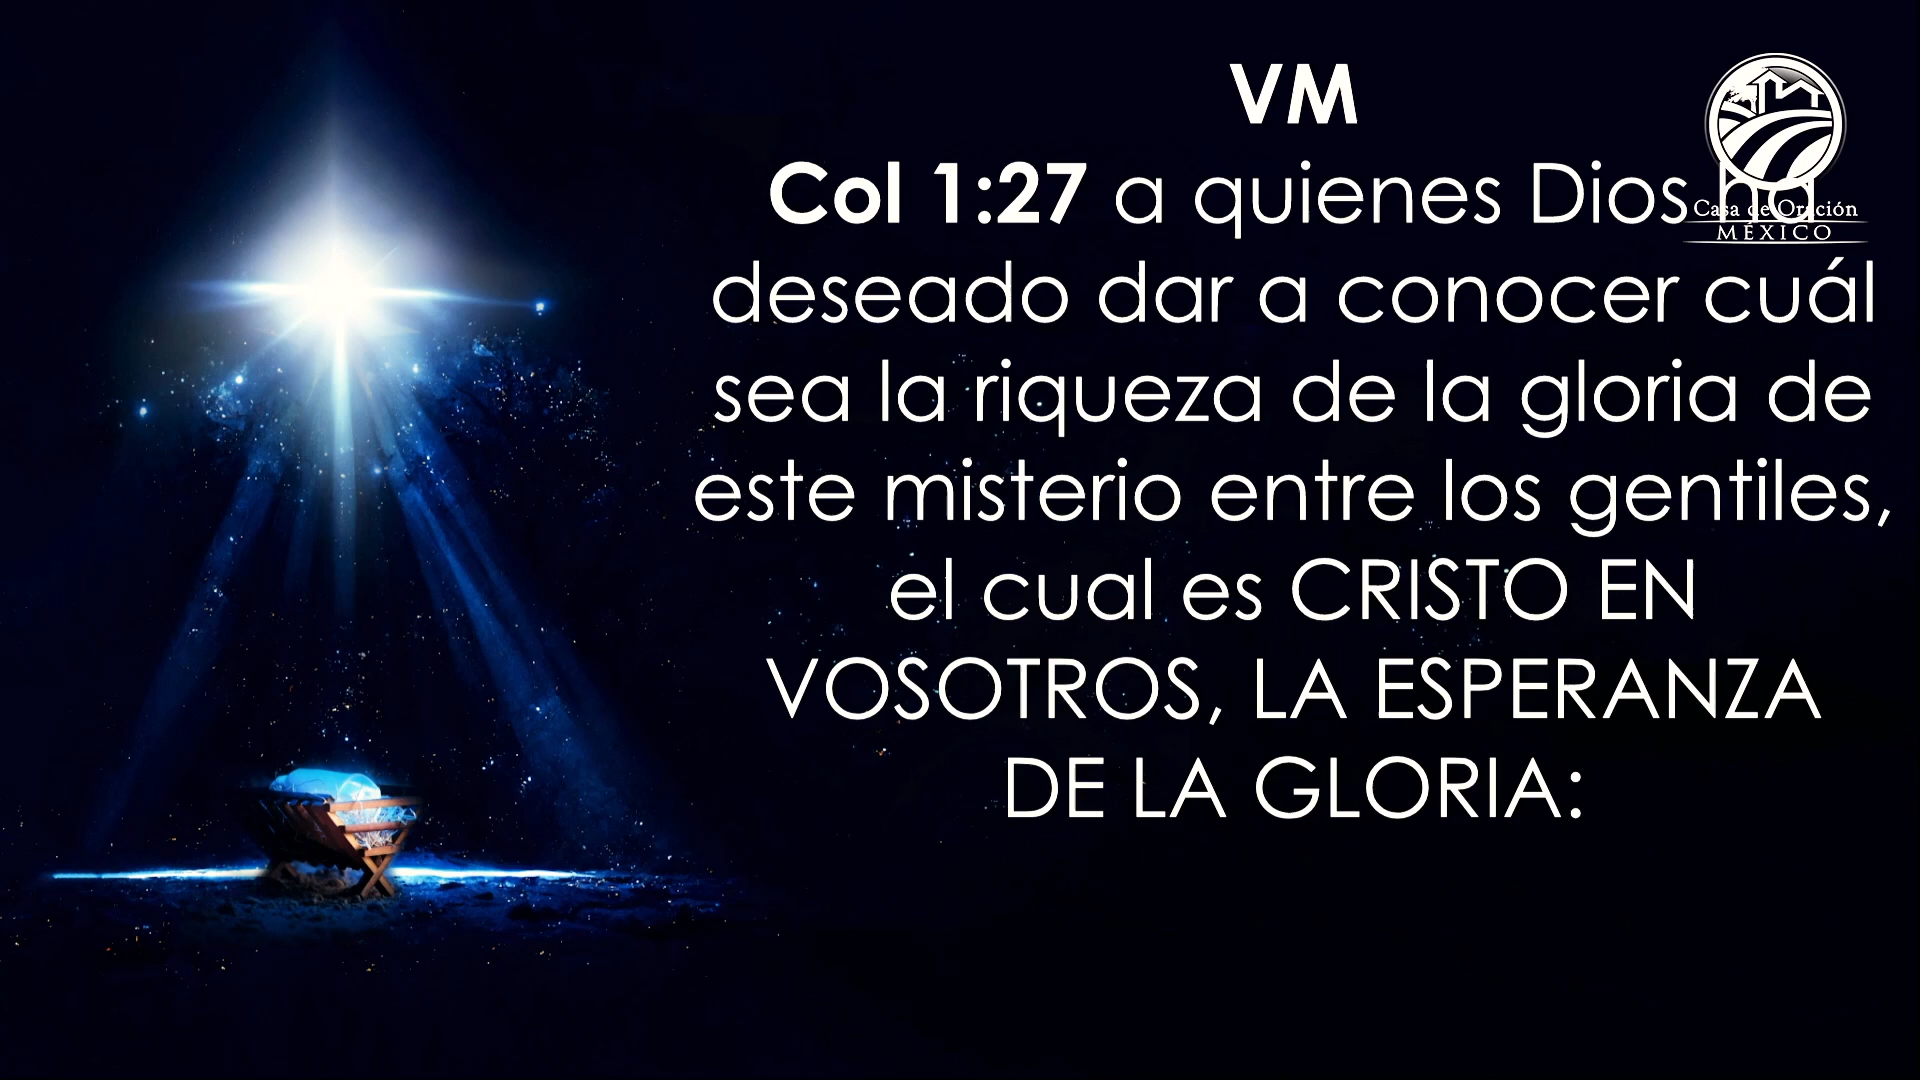 VM
Col 1:27 a quienes Dios ha
deseado dar a conocer cuál
sea la riqueza de la gloria de
este misterio entre los gentiles,
el cual es CRISTO EN
VOSOTROS, LA ESPERANZA
DE LA GLORIA:
Casa de Oración
MÉXICO